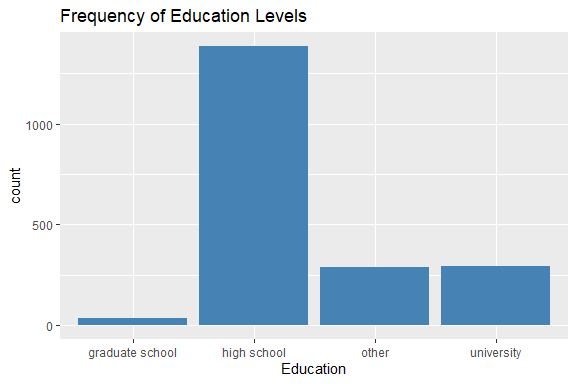 Frequency of Education Levels
count
1000
500
0
graduate school
high school
other
university
Education